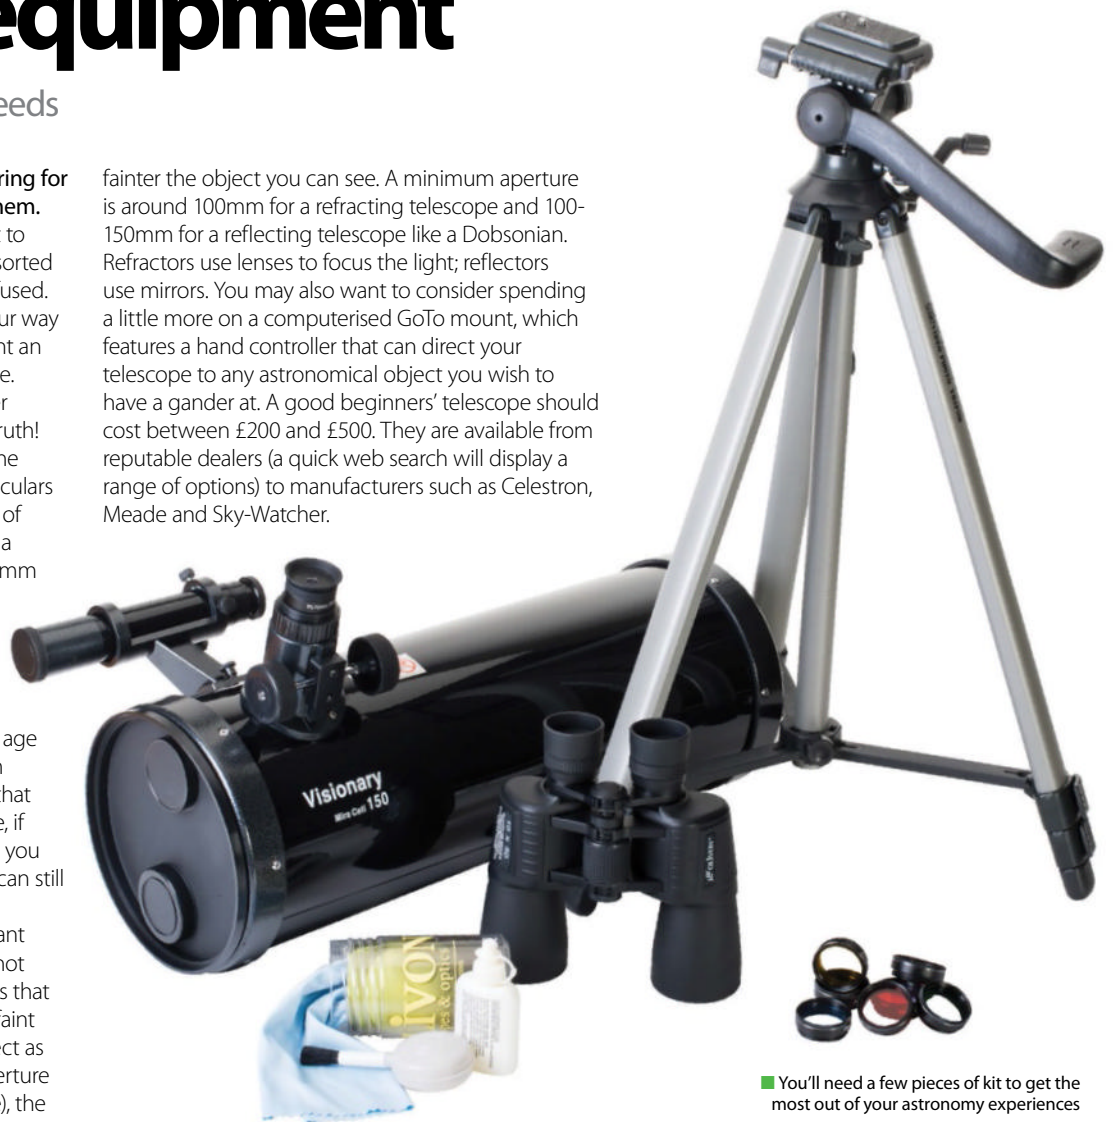 equipment
eeds
ring for
hem.
to
sorted
used.
ur way
nt an
e.
r
ruth!
ne
culars
of
a
mm
age
n
hat
e, if
you
can still
ant
not
s that
faint
ect as
erture
), the
fainter the object you can see. A minimum aperture
is around 100mm for a refracting telescope and 100-
150mm for a reflecting telescope like a Dobsonian.
Refractors use lenses to focus the light; reflectors
use mirrors. You may also want to consider spending
a little more on a computerised GoTo mount, which
features a hand controller that can direct your
telescope to any astronomical object you wish to
have a gander at. A good beginners’ telescope should
cost between £200 and £500. They are available from
reputable dealers (a quick web search will display a
range of options) to manufacturers such as Celestron,
Meade and Sky-Watcher.
Visionary
Mira Ceti 150
You’ll need a few pieces of kit to get the
most out of your astronomy experiences